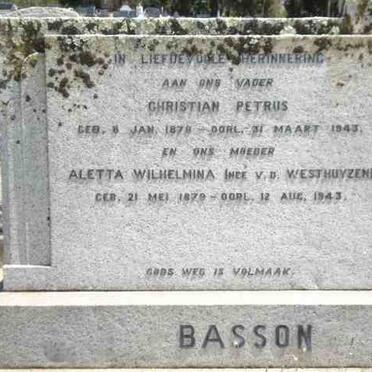 IN LIEFDEVOLLE HERINNERING
AAN ONS VADER
CHRISTIAN PETRUS
GEB. 8 JAN. 1878 – OORL. 31 MAART 1943.
EN ONS MOEDER
ALETTA WILHELMINA (NEE V.D. WESTHUYZEN)
GEB. 21 MEI 1879 – OORL. 12 AUG. 1943.
GODS WEG IS VOLMAAK.
BASSON